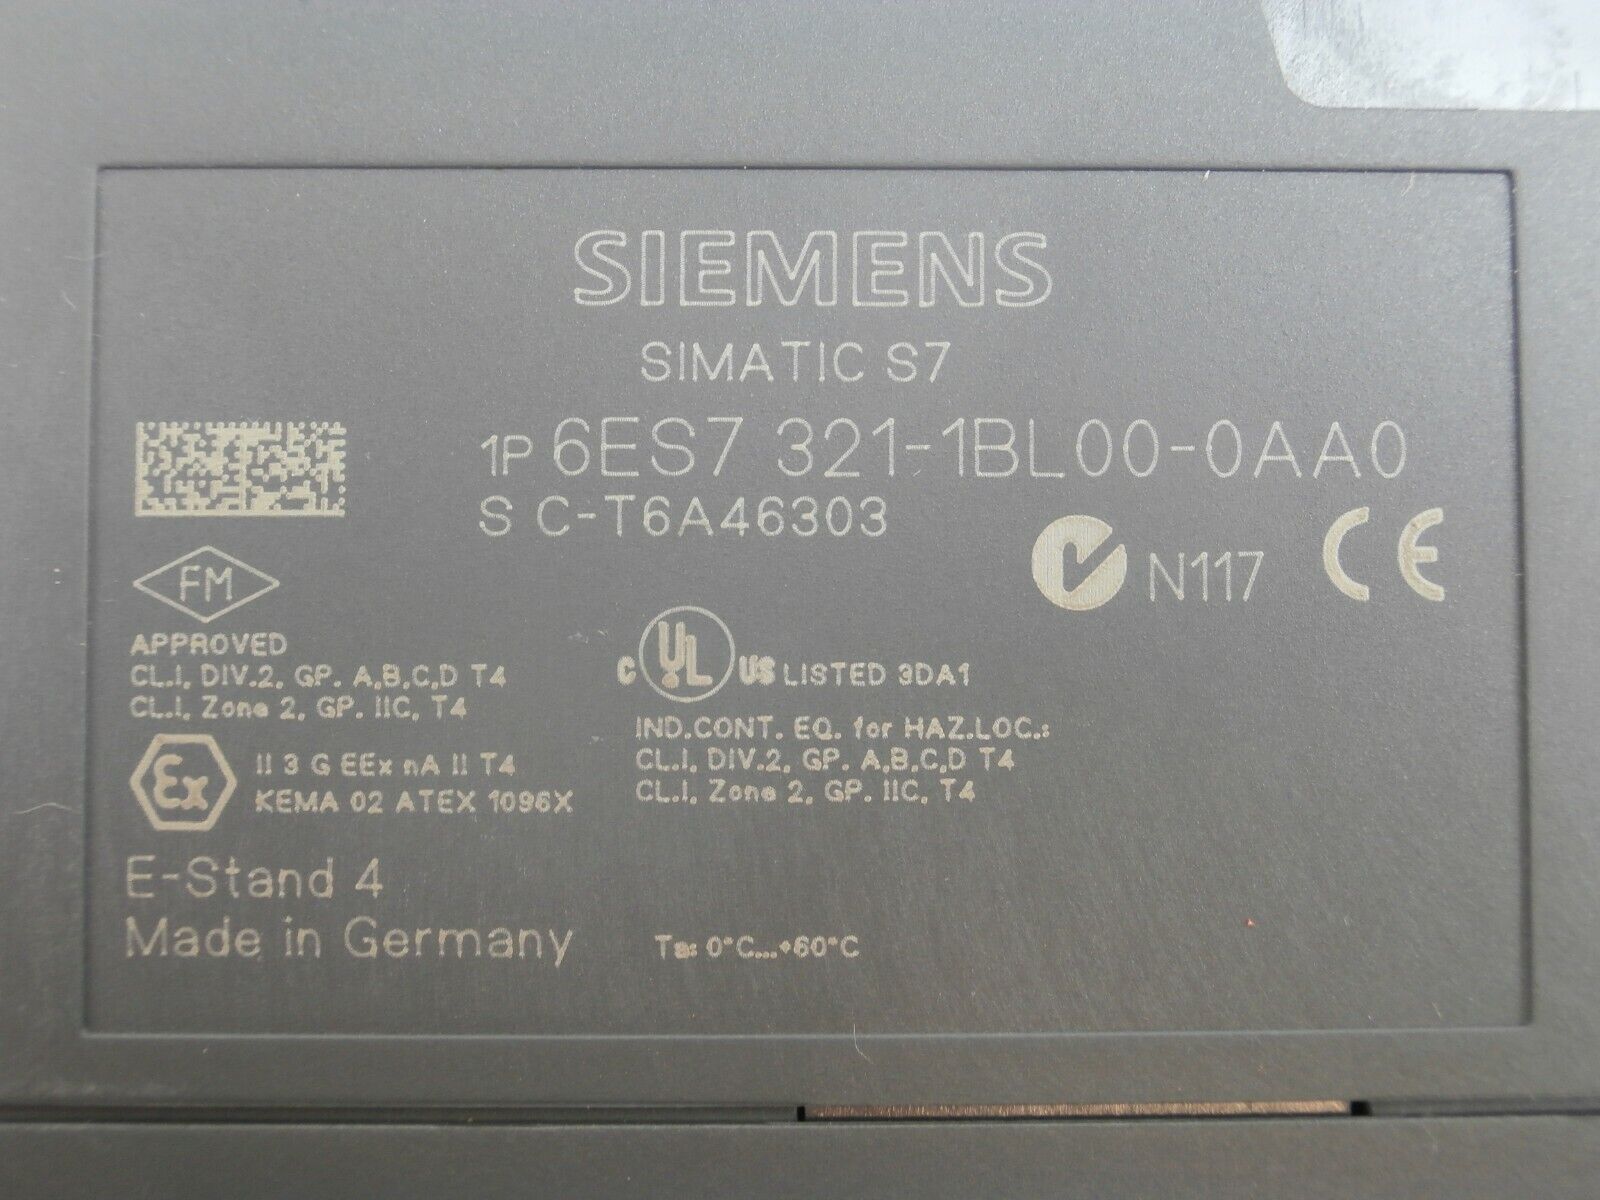 SIEMENS
SIMATIC S7
1P 6ES7 321-1BL00-0AA0
S C-T6A46303
N117 CE
FM
APPROVED
CL.I, DIV.2, GP. A,B,C,D T4
CL.I, Zone 2, GP. IIC, T4
Ex
II 3 G EEx nA II T4
KEMA 02 ATEX 1096X
C UL US LISTED 3DA1
IND.CONT. EQ. for HAZ.LOC.:
CL.I, DIV.2, GP. A,B,C,D T4
CL.I, Zone 2, GP. IIC, T4
E-Stand 4
Made in Germany
Ta: 0°C...+60°C